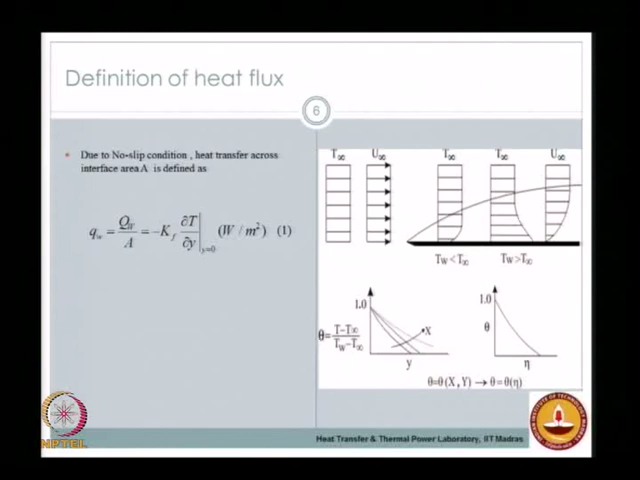 Definition of heat flux
6
• Due to No-slip condition , heat transfer across
interface area A is defined as
q_w = Q_W / A = -K_f ∂T/∂y |_{y=0} (W / m²) (1)
T∞ U∞ T∞ T∞ U∞
Tw<T∞ Tw>T∞
1.0 1.0
θ= T-T∞ / Tw-T∞ X θ
y η
θ=θ(X,Y) → θ=θ(η)
NPTEL
Heat Transfer & Thermal Power Laboratory, IIT Madras